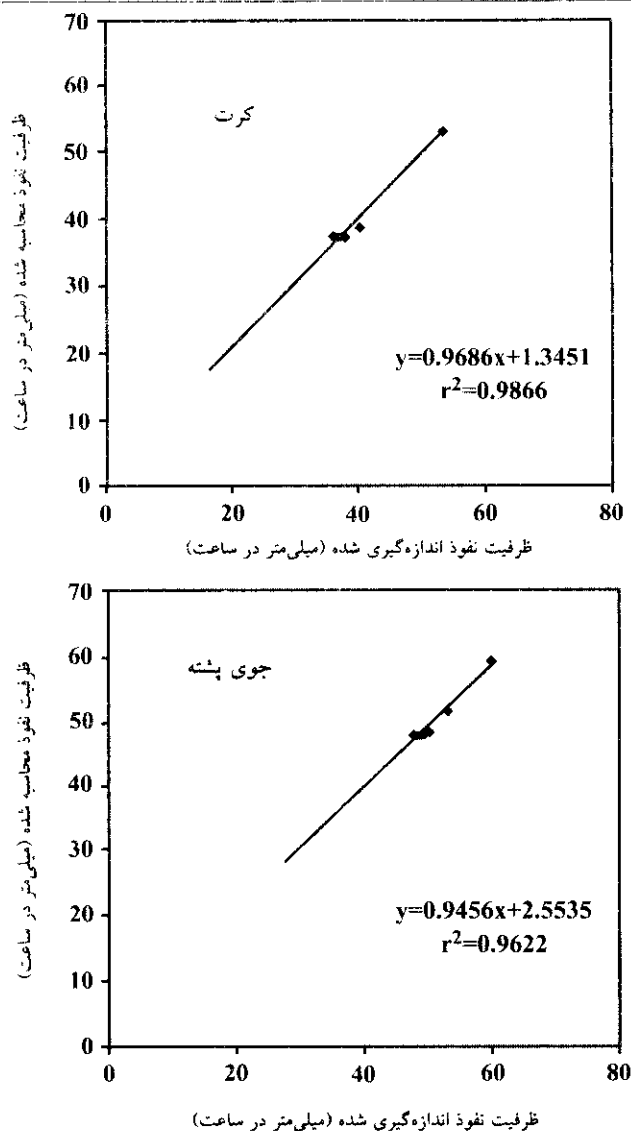 70
60
50
40
30
20
10
0
ظرفیت نفوذ محاسبه شده (میلی‌متر در ساعت)
کرت
y=0.9686x+1.3451
r²=0.9866
0 20 40 60 80
ظرفیت نفوذ اندازه‌گیری شده (میلی‌متر در ساعت)
70
60
50
40
30
20
10
0
ظرفیت نفوذ محاسبه شده (میلی‌متر در ساعت)
جوی پشته
y=0.9456x+2.5535
r²=0.9622
0 20 40 60 80
ظرفیت نفوذ اندازه‌گیری شده (میلی‌متر در ساعت)